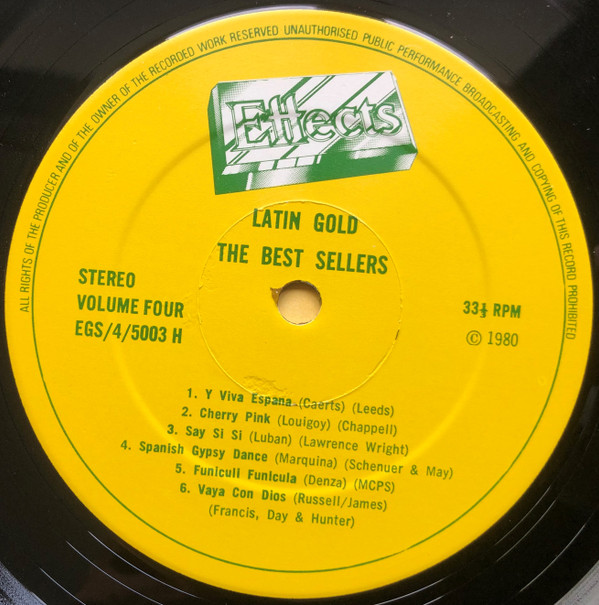 ALL RIGHTS OF THE PRODUCER AND OF THE OWNER OF THE RECORDED WORK RESERVED UNAUTHORISED PUBLIC PERFORMANCE BROADCASTING AND COPYING OF THIS RECORD PROHIBITED
Effects
LATIN GOLD
THE BEST SELLERS
STEREO
VOLUME FOUR
EGS/4/5003 H
33⅓ RPM
© 1980
1. Y Viva Espana (Caerts) (Leeds)
2. Cherry Pink (Louigoy) (Chappell)
3. Say Si Si (Luban) (Lawrence Wright)
4. Spanish Gypsy Dance (Marquina) (Schenuer & May)
5. Funicull Funicula (Denza) (MCPS)
6. Vaya Con Dios (Russell/James)
(Francis, Day & Hunter)